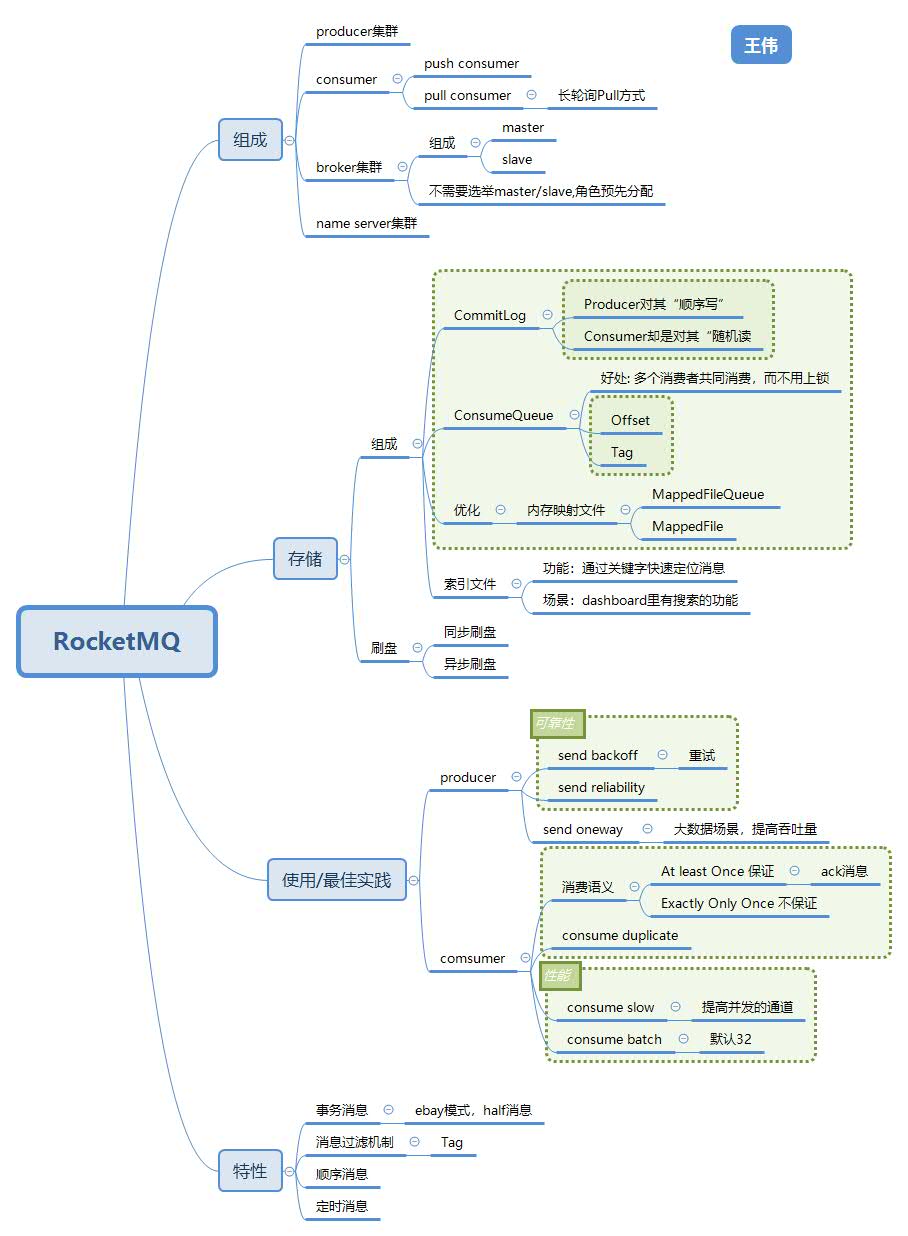 王伟
RocketMQ
组成
producer集群
consumer
push consumer
pull consumer
长轮询Pull方式
broker集群
组成
master
slave
不需要选举master/slave,角色预先分配
name server集群
存储
组成
CommitLog
Producer对其“顺序写”
Consumer却是对其“随机读
ConsumeQueue
好处: 多个消费者共同消费，而不用上锁
Offset
Tag
优化
内存映射文件
MappedFileQueue
MappedFile
索引文件
功能：通过关键字快速定位消息
场景：dashboard里有搜索的功能
刷盘
同步刷盘
异步刷盘
使用/最佳实践
producer
可靠性
send backoff
重试
send reliability
send oneway
大数据场景，提高吞吐量
comsumer
消费语义
At least Once 保证
ack消息
Exactly Only Once 不保证
consume duplicate
性能
consume slow
提高并发的通道
consume batch
默认32
特性
事务消息
ebay模式，half消息
消息过滤机制
Tag
顺序消息
定时消息